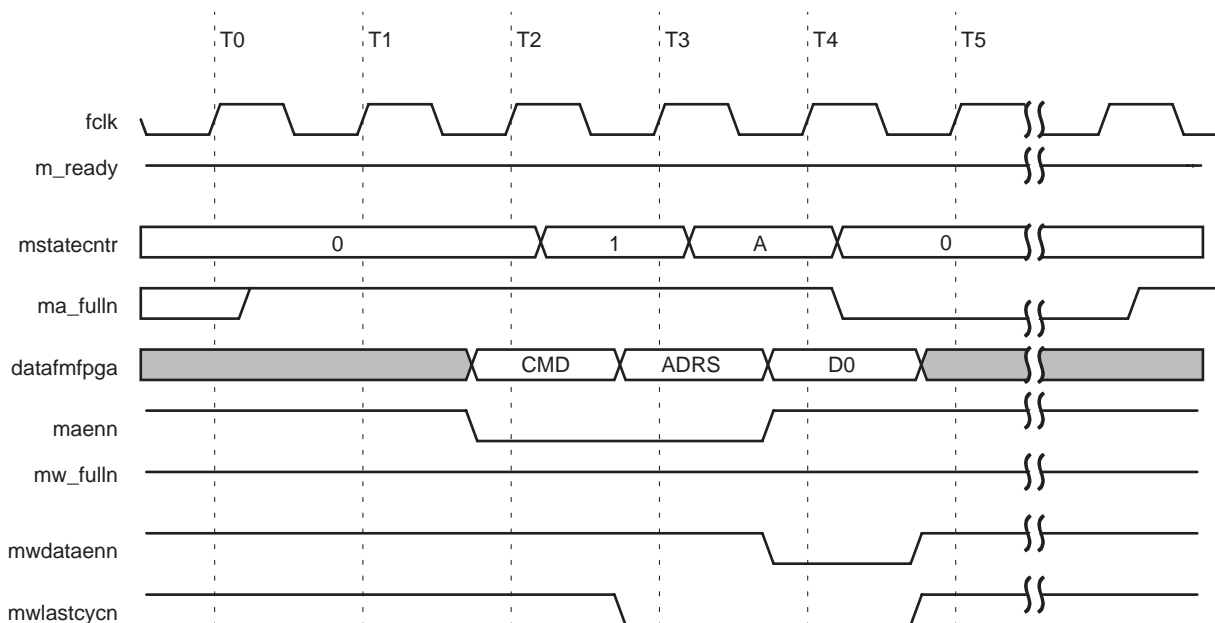 T0 T1 T2 T3 T4 T5
fclk
m_ready
mstatecntr 0 1 A 0
ma_fulln
datafmfpga CMD ADRS D0
maenn
mw_fulln
mwdataenn
mwlastcycn